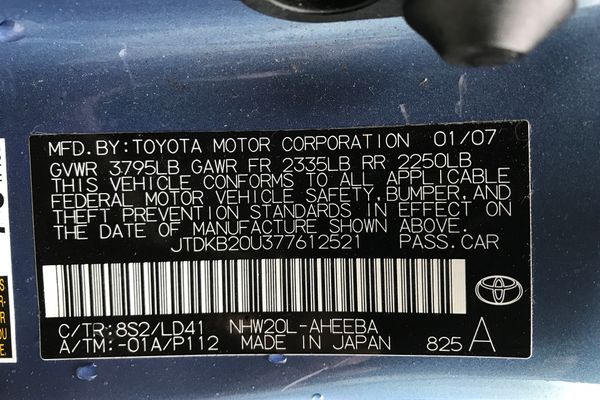 MFD. BY: TOYOTA MOTOR CORPORATION 01/07
GVWR 3795LB GAWR FR 2335LB RR 2250LB
THIS VEHICLE CONFORMS TO ALL APPLICABLE
FEDERAL MOTOR VEHICLE SAFETY, BUMPER, AND
THEFT PREVENTION STANDARDS IN EFFECT ON
THE DATE OF MANUFACTURE SHOWN ABOVE.
JTDKB20U377612521 PASS. CAR
C/TR: 8S2/LD41 NHW20L-AHEEBA
A/TM: -01A/P112 MADE IN JAPAN 825 A